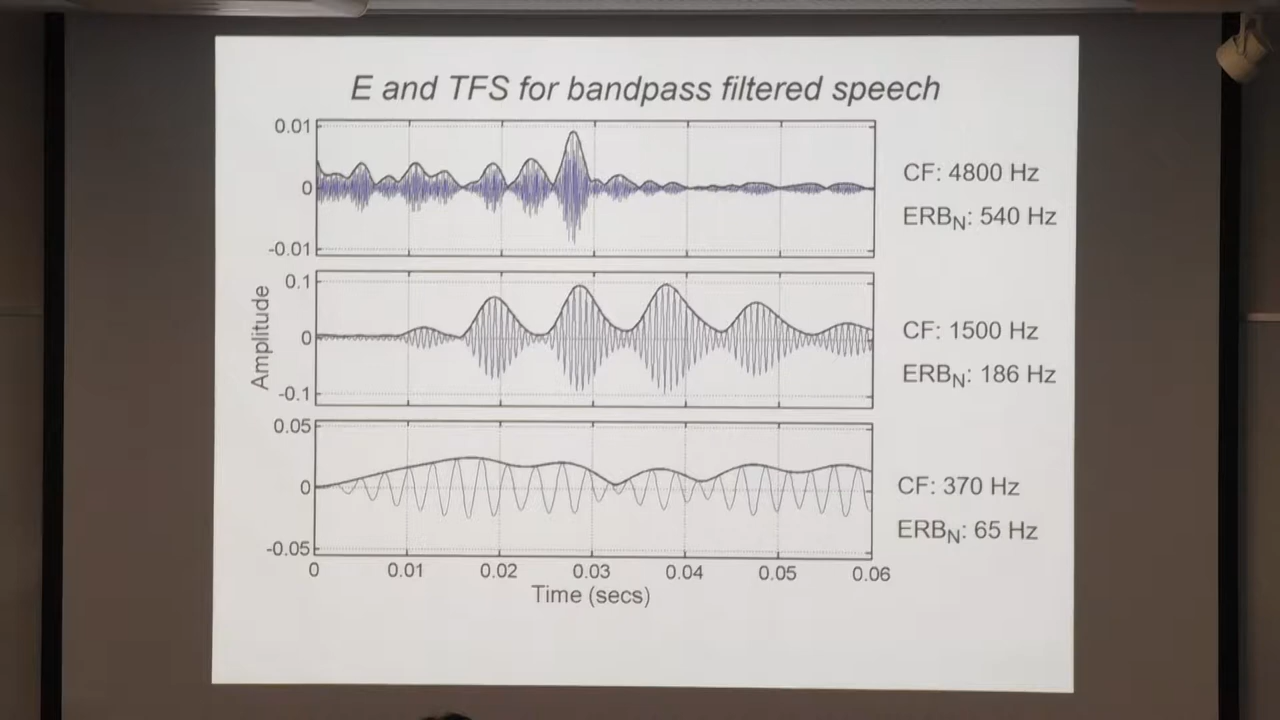 E and TFS for bandpass filtered speech
0.01
0
-0.01
CF: 4800 Hz
ERBN: 540 Hz
0.1
0
-0.1
CF: 1500 Hz
ERBN: 186 Hz
Amplitude
0.05
0
-0.05
CF: 370 Hz
ERBN: 65 Hz
0 0.01 0.02 0.03 0.04 0.05 0.06
Time (secs)